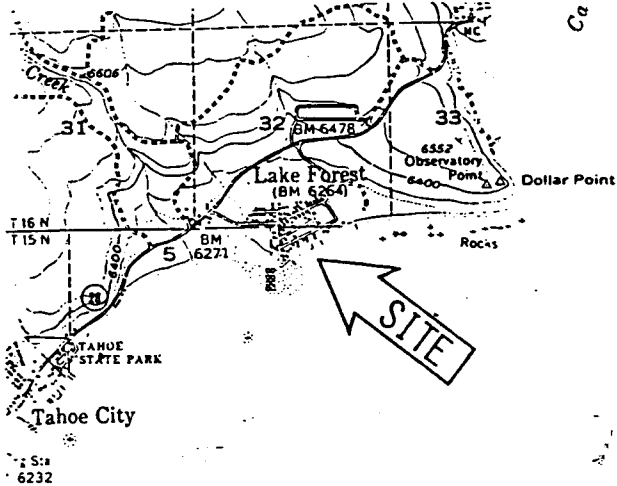 Ca
NC
Creek
6606
31
32
BM 6478
33
6552
Observatory
Point
6400
Lake Forest
(BM 6264)
Dollar Point
T 16 N
T 15 N
BM
6271
5
6400
Rocks
SITE
TAHOE
STATE PARK
Tahoe City
6232